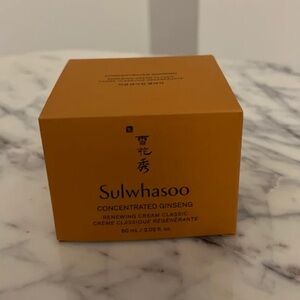 雪
花
秀
Sulwhasoo
CONCENTRATED GINSENG
RENEWING CREAM CLASSIC
CRÈME CLASSIQUE RÉGÉNÉRANTE
60 mL / 2.02 fl. oz.